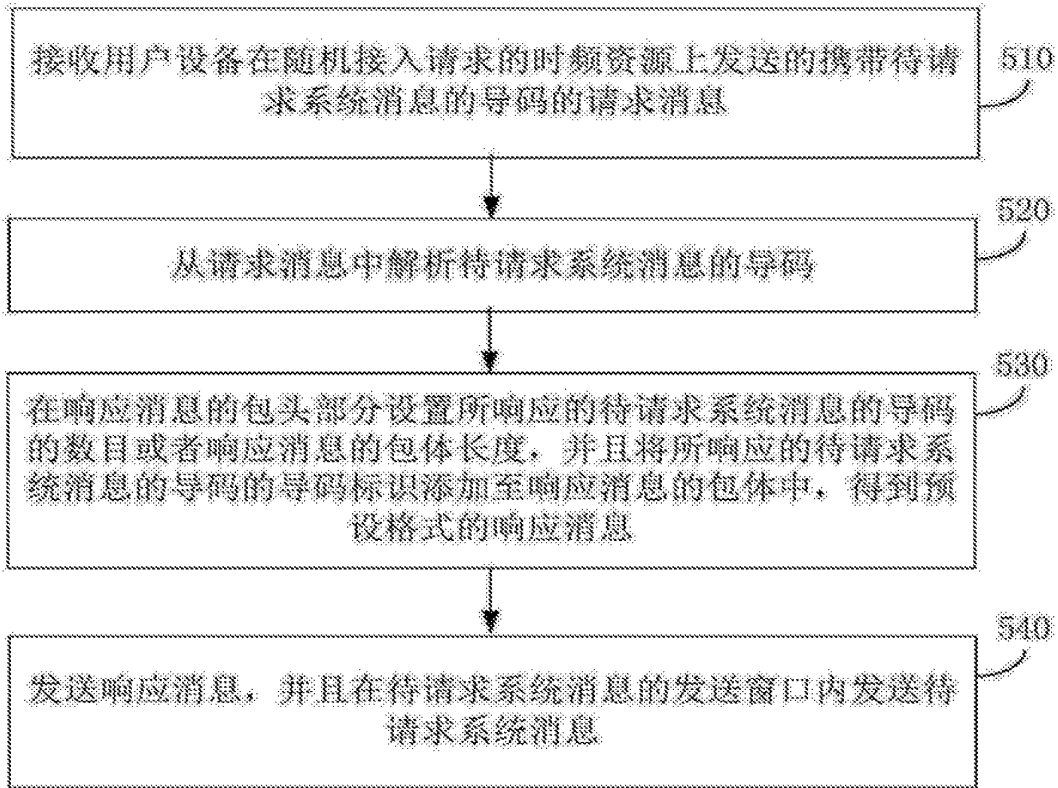 接收用户设备在随机接入请求的时频资源上发送的携带待请
求系统消息的导码的请求消息
510
从请求消息中解析待请求系统消息的导码
520
在响应消息的包头部分设置所响应的待请求系统消息的导码
的数目或者响应消息的包体长度，并且将所响应的待请求系
统消息的导码的导码标识添加至响应消息的包体中，得到预
设格式的响应消息
530
发送响应消息，并且在待请求系统消息的发送窗口内发送待
请求系统消息
540